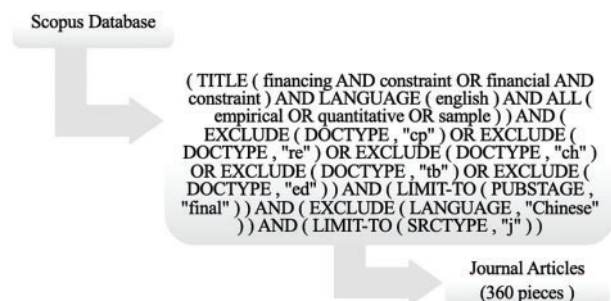 Scopus Database
( TITLE ( financing AND constraint OR financial AND
constraint ) AND LANGUAGE ( english ) AND ALL (
empirical OR quantitative OR sample ) ) AND (
EXCLUDE ( DOCTYPE , "cp" ) OR EXCLUDE (
DOCTYPE , "re" ) OR EXCLUDE ( DOCTYPE , "ch" )
OR EXCLUDE ( DOCTYPE , "tb" ) OR EXCLUDE (
DOCTYPE , "ed" ) ) AND ( LIMIT-TO ( PUBSTAGE ,
"final" ) ) AND ( EXCLUDE ( LANGUAGE , "Chinese"
) ) AND ( LIMIT-TO ( SRCTYPE , "j" ) )
Journal Articles
(360 pieces )